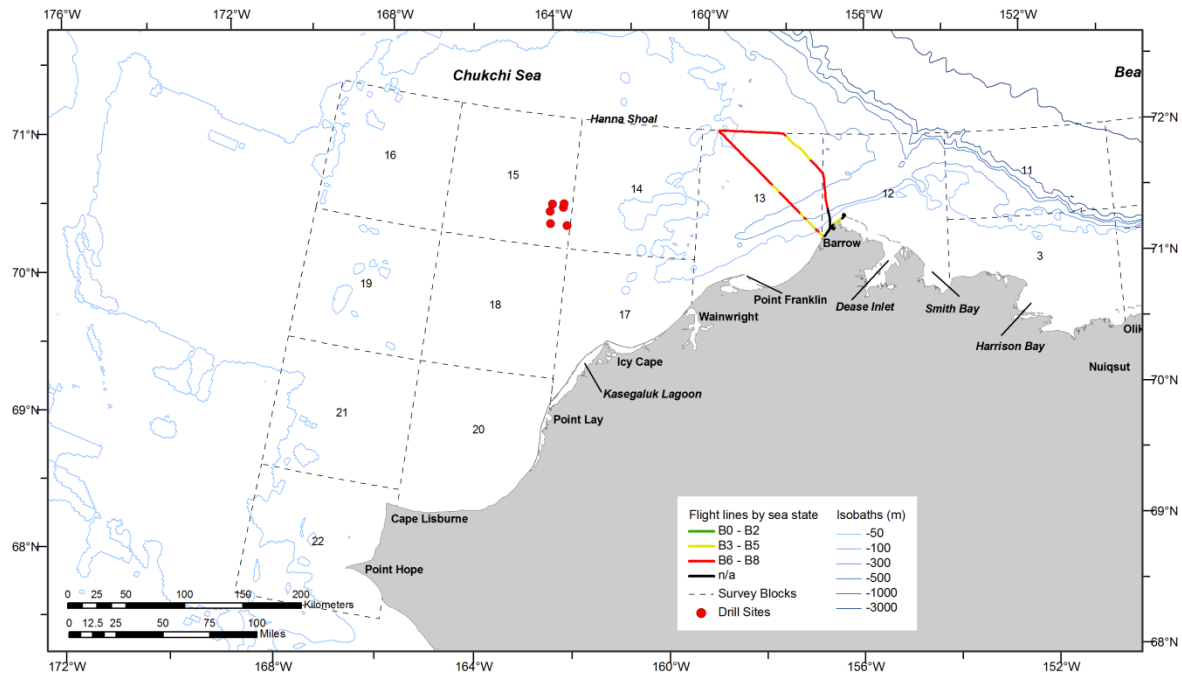 176°W 172°W 168°W 164°W 160°W 156°W 152°W
Chukchi Sea
Bea
72°N
71°N
Hanna Shoal
16
15
14
13
12
11
Barrow
71°N
3
70°N
19
18
17
Point Franklin
Dease Inlet
Smith Bay
Wainwright
Harrison Bay
Olik
Icy Cape
Nuiqsut
70°N
Kasegaluk Lagoon
69°N
21
20
Point Lay
69°N
Cape Lisburne
68°N
22
Point Hope
68°N
Flight lines by sea state
B0 - B2
B3 - B5
B6 - B8
n/a
Survey Blocks
Drill Sites
Isobaths (m)
-50
-100
-300
-500
-1000
-3000
0 25 50 100 150 200
Kilometers
0 12.5 25 50 75 100
Miles
172°W 168°W 164°W 160°W 156°W 152°W